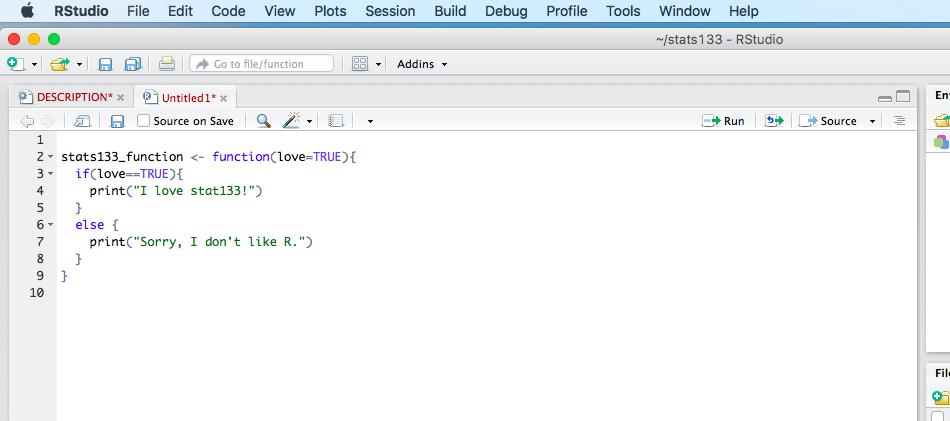 RStudio File Edit Code View Plots Session Build Debug Profile Tools Window Help
~/stats133 - RStudio
Go to file/function Addins
DESCRIPTION* Untitled1* En
Source on Save Run Source
1
2 stats133_function <- function(love=TRUE){
3 if(love==TRUE){
4 print("I love stat133!")
5 }
6 else {
7 print("Sorry, I don't like R.")
8 }
9 }
10
File